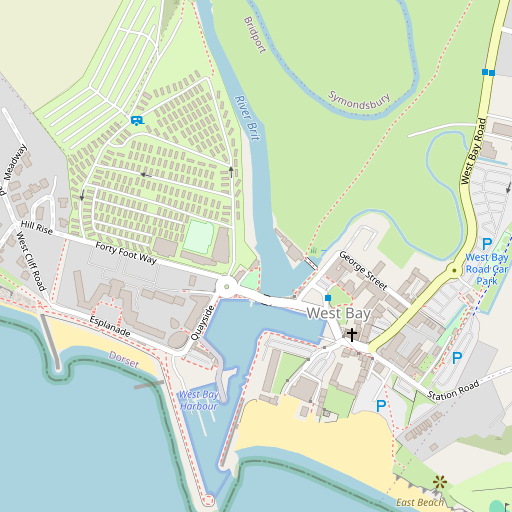 Bridport
Symondsbury
River Brit
West Bay Road
Meadway
Hill Rise
West Cliff Road
Forty Foot Way
George Street
P
West Bay
Road Car
Park
West Bay
Quayside
Esplanade
Dorset
P
Station Road
West Bay
Harbour
P
East Beach